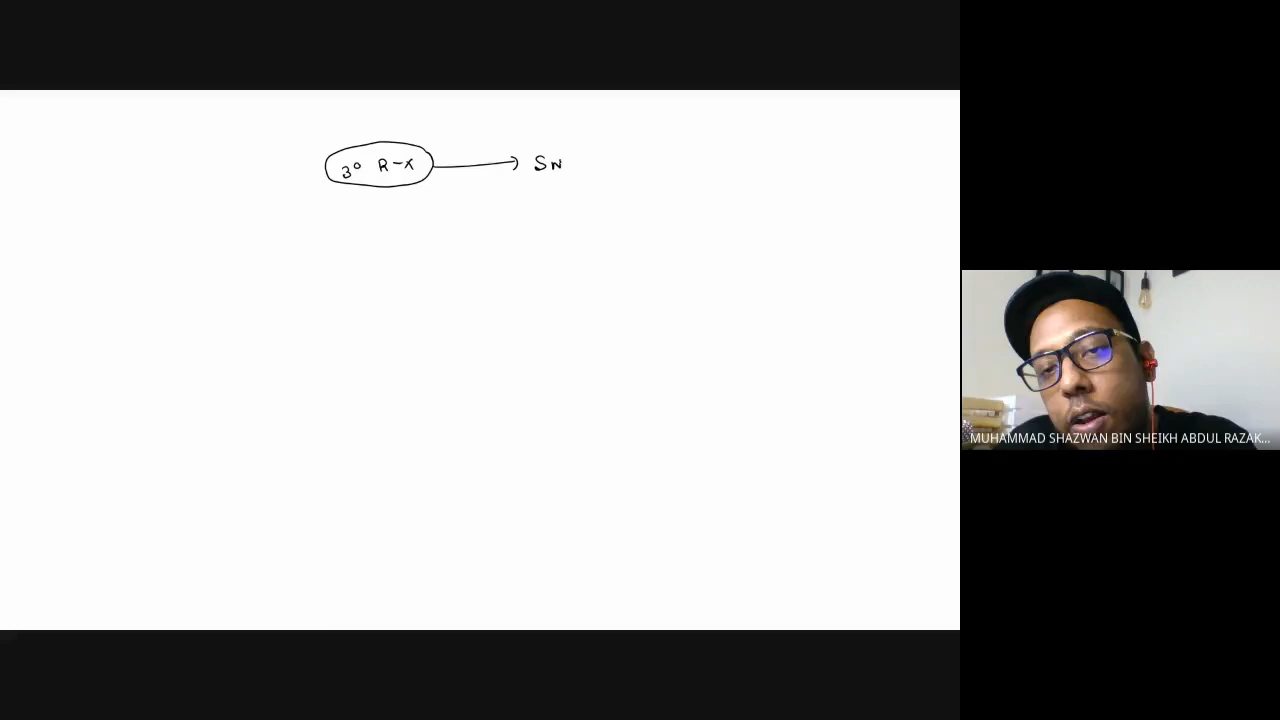 3° R-X → SN
MUHAMMAD SHAZWAN BIN SHEIKH ABDUL RAZAK...